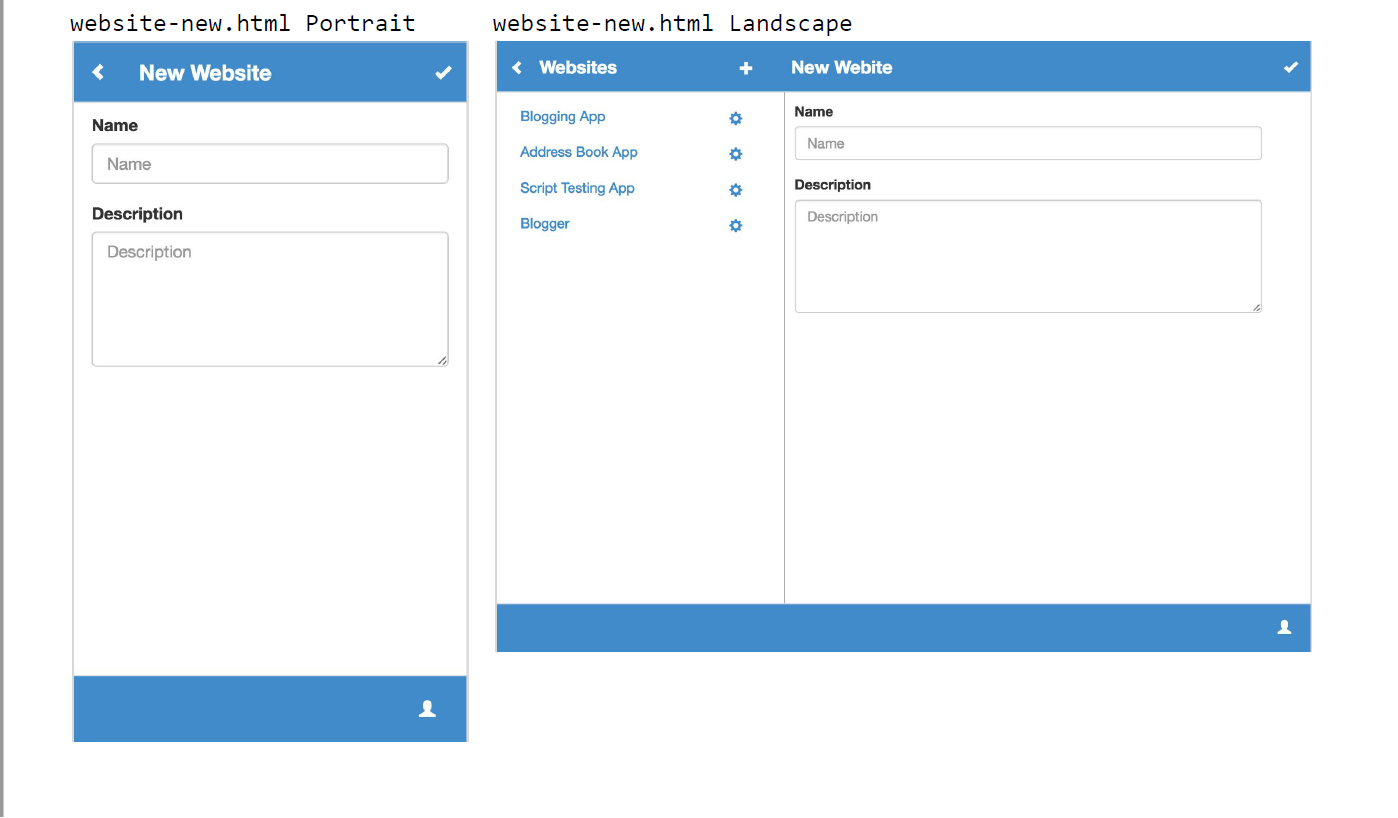 website-new.html Portrait
New Website
Name
Name
Description
Description
website-new.html Landscape
Websites
New Webite
Blogging App
Address Book App
Script Testing App
Blogger
Name
Name
Description
Description